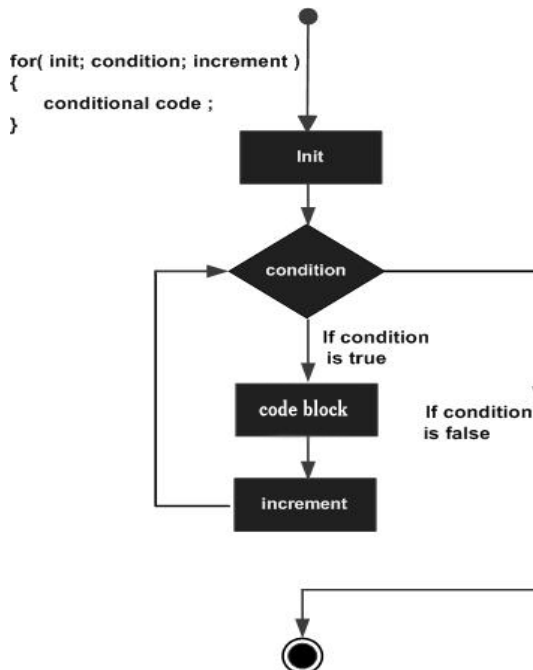 for( init; condition; increment )
{
conditional code ;
}
Init
condition
If condition
is true
code block
If condition
is false
increment